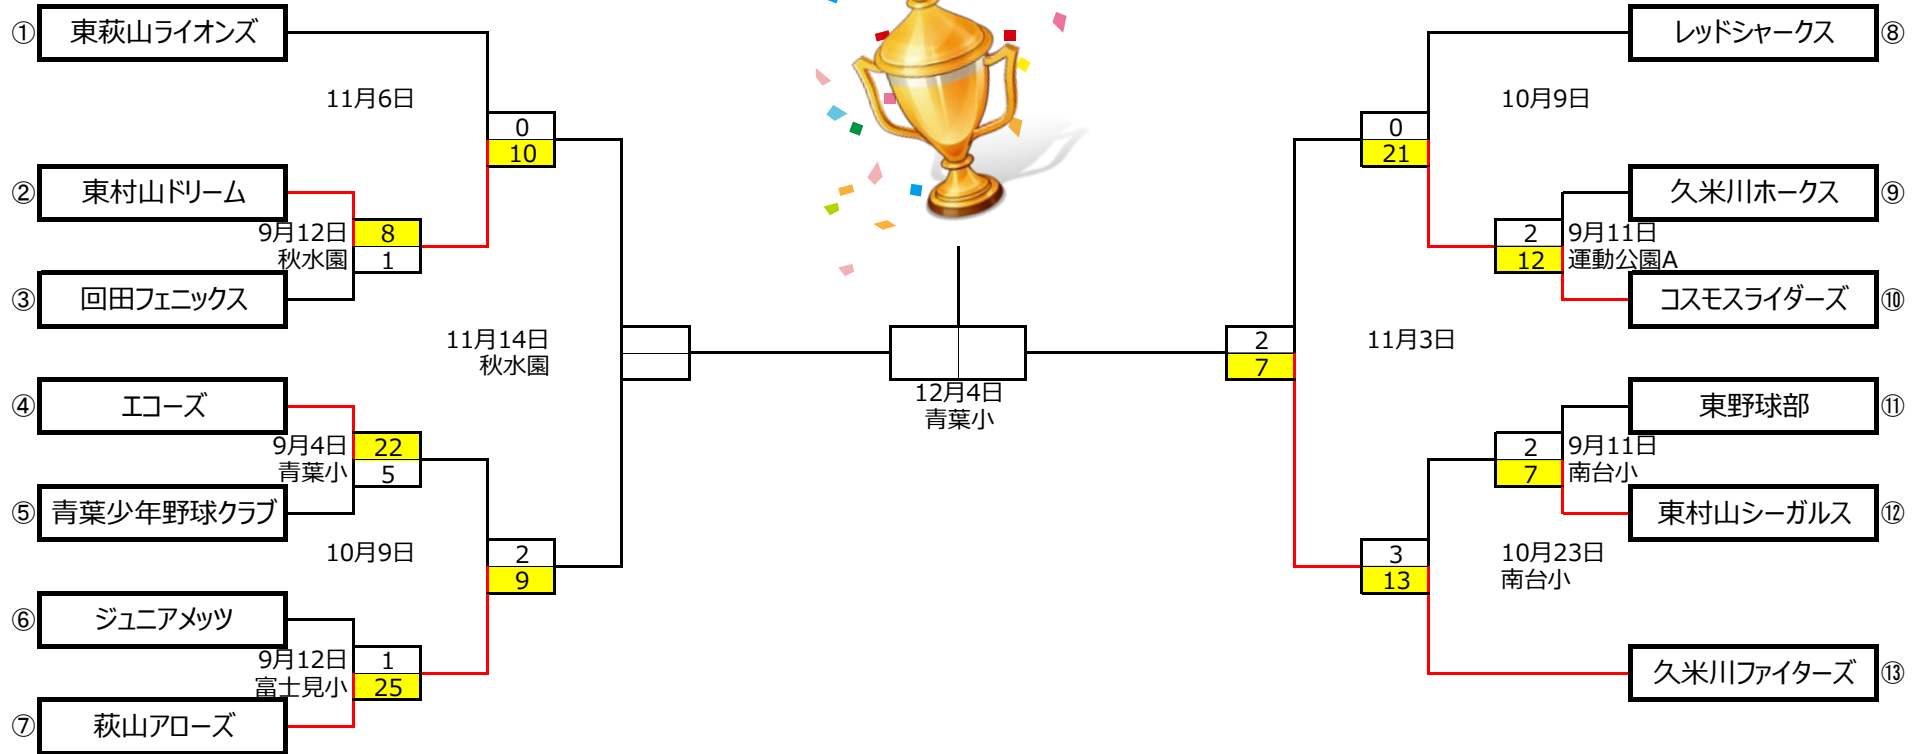 ① 東萩山ライオンズ
11月6日
0
10
② 東村山ドリーム
9月12日
秋水園
8
1
③ 回田フェニックス
11月14日
秋水園
④ エコーズ
9月4日
青葉小
22
5
⑤ 青葉少年野球クラブ
10月9日
2
9
⑥ ジュニアメッツ
9月12日
富士見小
1
25
⑦ 萩山アローズ
12月4日
青葉小
レッドシャークス ⑧
10月9日
0
21
久米川ホークス ⑨
2
12
9月11日
運動公園A
コスモスライダーズ ⑩
2
7
11月3日
東野球部 ⑪
2
7
9月11日
南台小
東村山シーガルス ⑫
3
13
10月23日
南台小
久米川ファイターズ ⑬